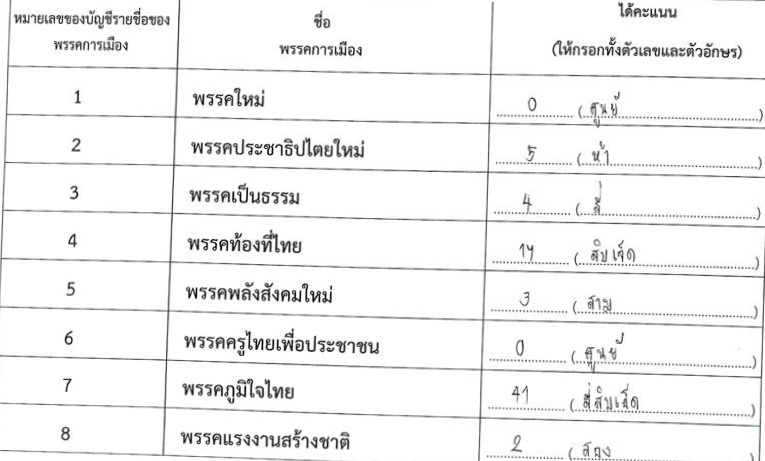 หมายเลขของบัญชีรายชื่อของ
พรรคการเมือง
ชื่อ
พรรคการเมือง
ได้คะแนน
(ให้กรอกทั้งตัวเลขและตัวอักษร)
1 พรรคใหม่ 0 (ศูนย์)
2 พรรคประชาธิปไตยใหม่ 5 (ห้า)
3 พรรคเป็นธรรม 4 (สี่)
4 พรรคท้องที่ไทย 17 (สิบเจ็ด)
5 พรรคพลังสังคมใหม่ 3 (สาม)
6 พรรคครูไทยเพื่อประชาชน 0 (ศูนย์)
7 พรรคภูมิใจไทย 41 (สี่สิบเอ็ด)
8 พรรคแรงงานสร้างชาติ 2 (สอง